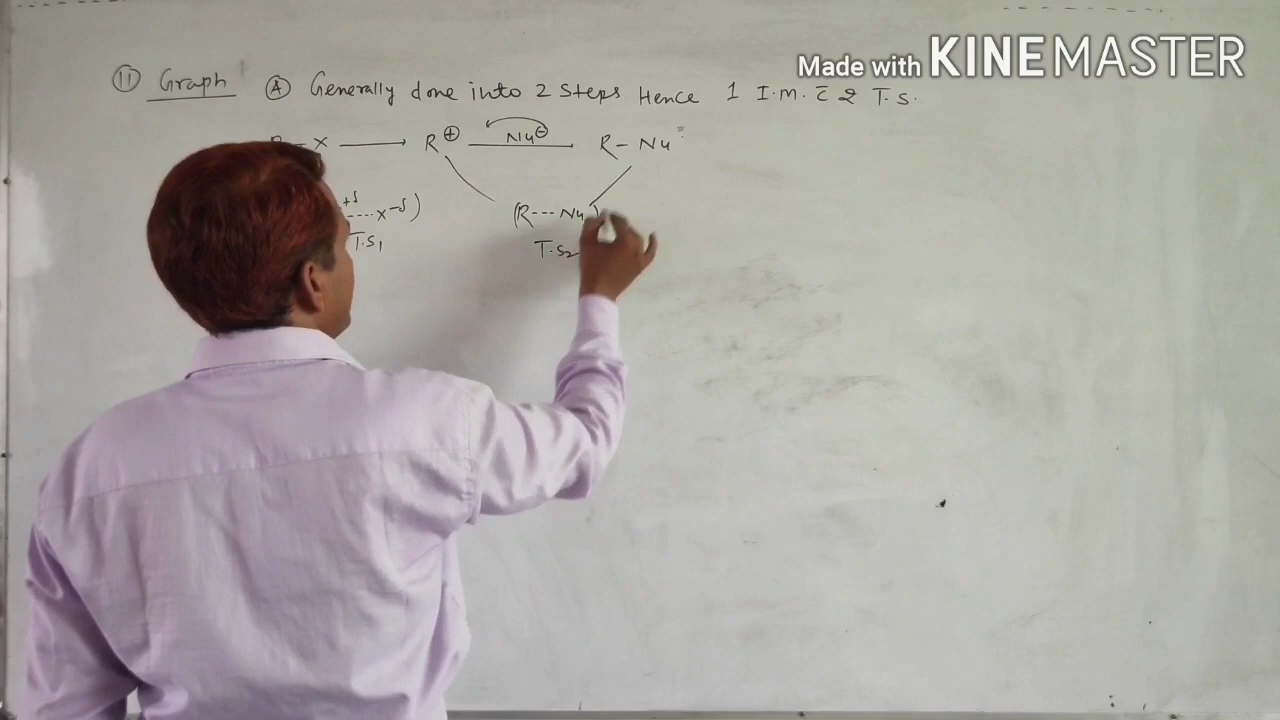 Made with KINEMASTER
11 Graph A Generally done into 2 Steps Hence 1 I.M. c̄ 2 T.S.
X ⟶ R⊕ Nu⊖ ⟶ R - Nu
+δ ····X-δ) (R --- Nu )
T.S₁ T.S₂